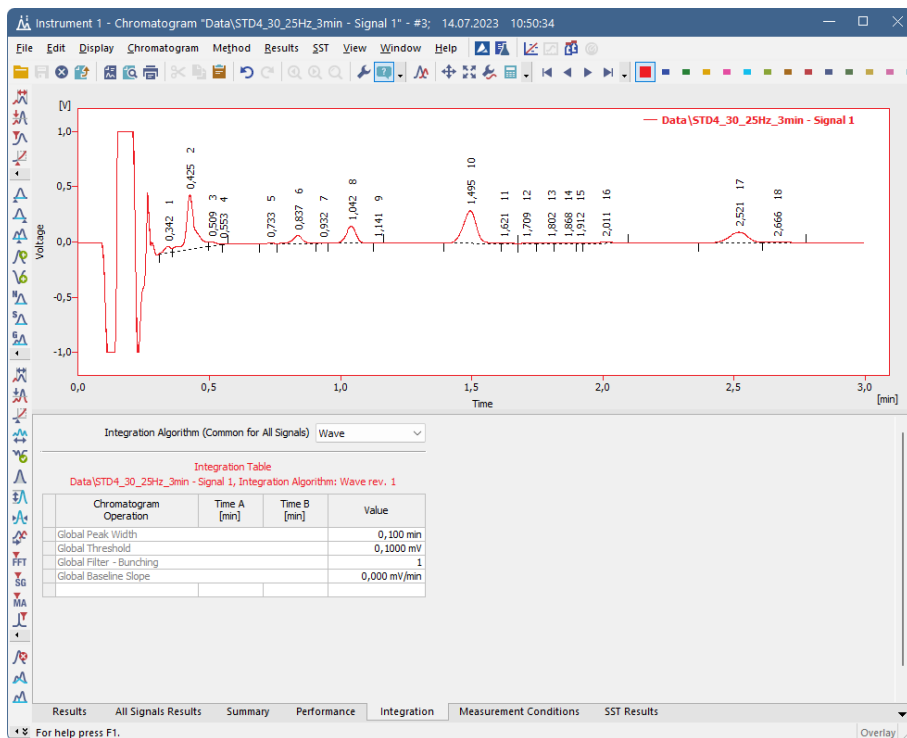 Instrument 1 - Chromatogram "Data\STD4_30_25Hz_3min - Signal 1" - #3; 14.07.2023 10:50:34
File Edit Display Chromatogram Method Results SST View Window Help
[V]
Data\STD4_30_25Hz_3min - Signal 1
1,0
0,5
0,0
-0,5
-1,0
Voltage
0,342 1
0,425 2
0,509 3
0,553 4
0,733 5
0,837 6
0,932 7
1,042 8
1,141 9
1,495 10
1,621 11
1,709 12
1,802 13
1,868 14
1,912 15
2,011 16
2,521 17
2,666 18
0,0 0,5 1,0 1,5 2,0 2,5 3,0
Time
[min]
Integration Algorithm (Common for All Signals) Wave
Integration Table
Data\STD4_30_25Hz_3min - Signal 1, Integration Algorithm: Wave rev. 1
Chromatogram Operation Time A [min] Time B [min] Value
Global Peak Width 0,100 min
Global Threshold 0,1000 mV
Global Filter - Bunching 1
Global Baseline Slope 0,000 mV/min
FFT
SG
MA
Results All Signals Results Summary Performance Integration Measurement Conditions SST Results
For help press F1. Overlay